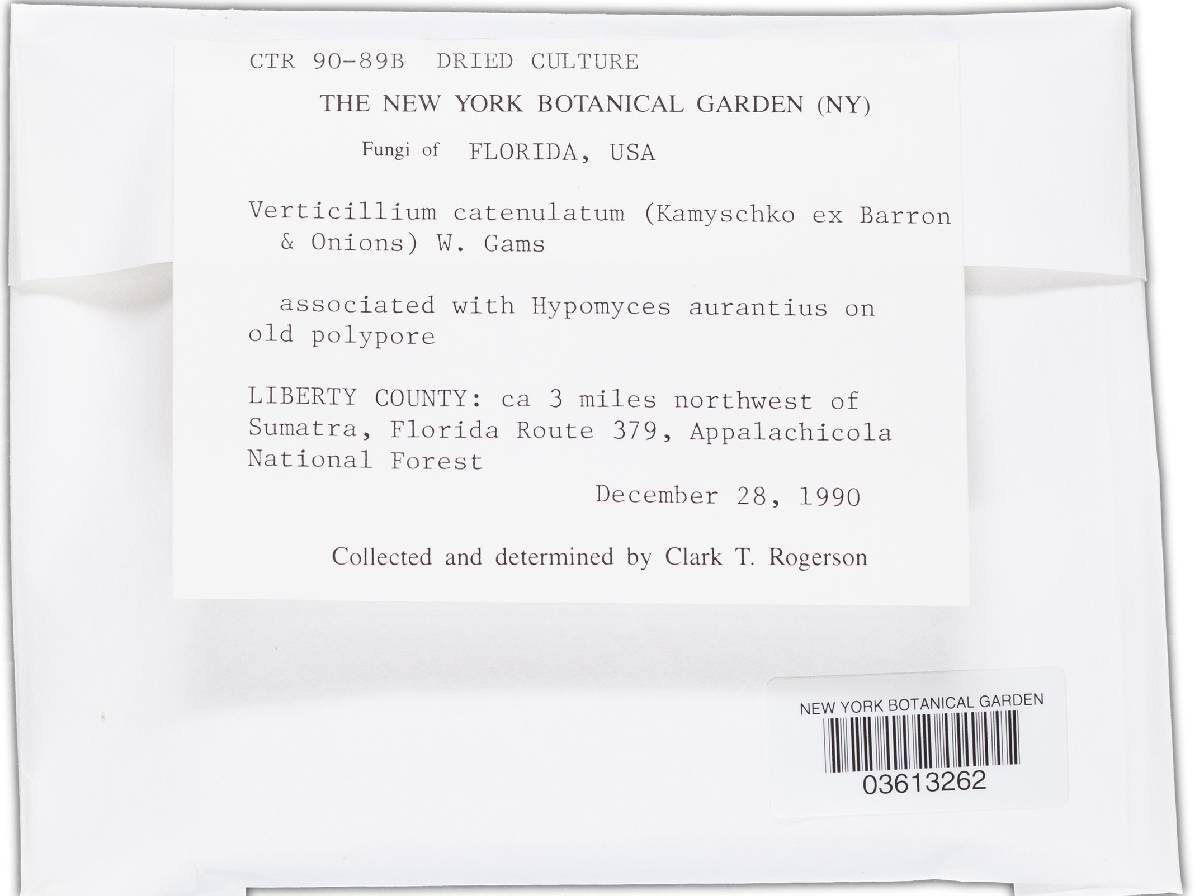 CTR 90-89B DRIED CULTURE
THE NEW YORK BOTANICAL GARDEN (NY)
Fungi of FLORIDA, USA
Verticillium catenulatum (Kamyschko ex Barron
& Onions) W. Gams
associated with Hypomyces aurantius on
old polypore
LIBERTY COUNTY: ca 3 miles northwest of
Sumatra, Florida Route 379, Appalachicola
National Forest
December 28, 1990
Collected and determined by Clark T. Rogerson
NEW YORK BOTANICAL GARDEN
03613262